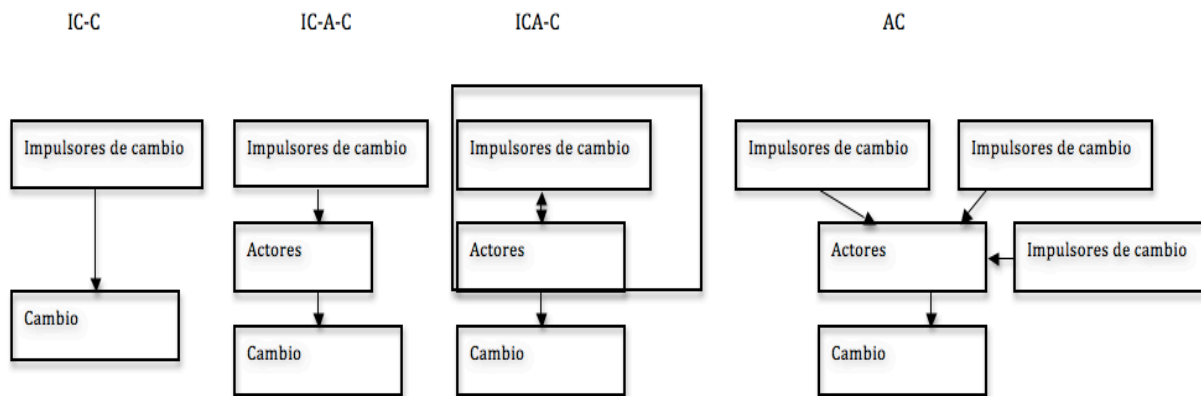 IC-C
IC-A-C
ICA-C
AC
Impulsores de cambio
Impulsores de cambio
Impulsores de cambio
Impulsores de cambio
Impulsores de cambio
Actores
Actores
Actores
Impulsores de cambio
Cambio
Cambio
Cambio
Cambio